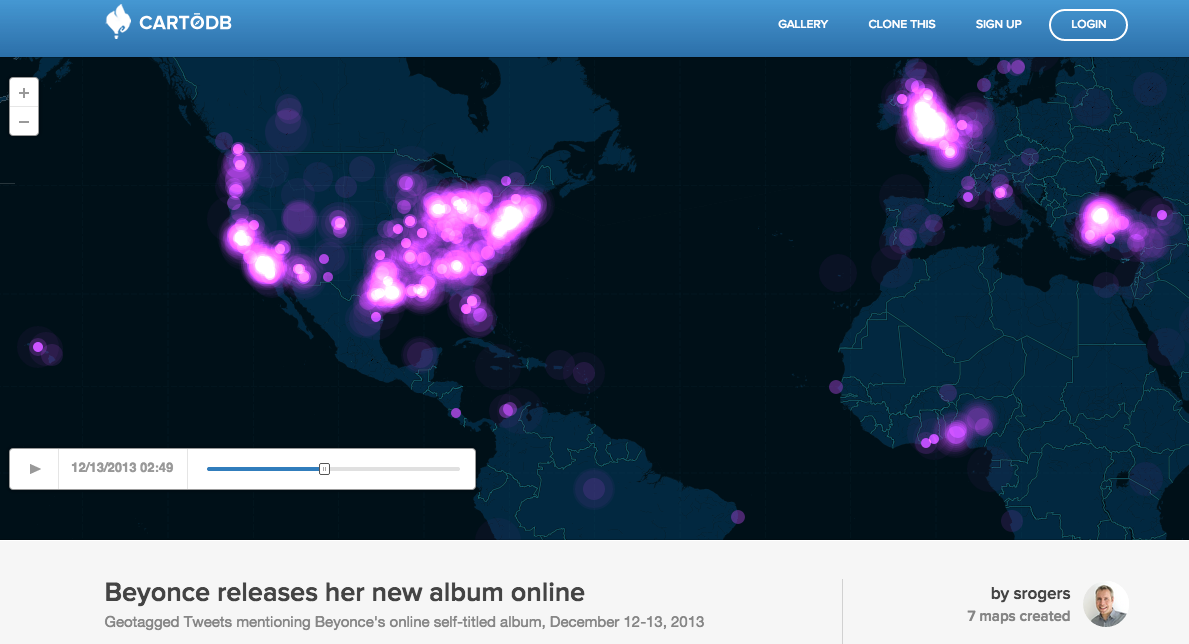 CARTŌDB
GALLERY CLONE THIS SIGN UP LOGIN
+
−
12/13/2013 02:49
Beyonce releases her new album online
Geotagged Tweets mentioning Beyonce's online self-titled album, December 12-13, 2013
by srogers
7 maps created